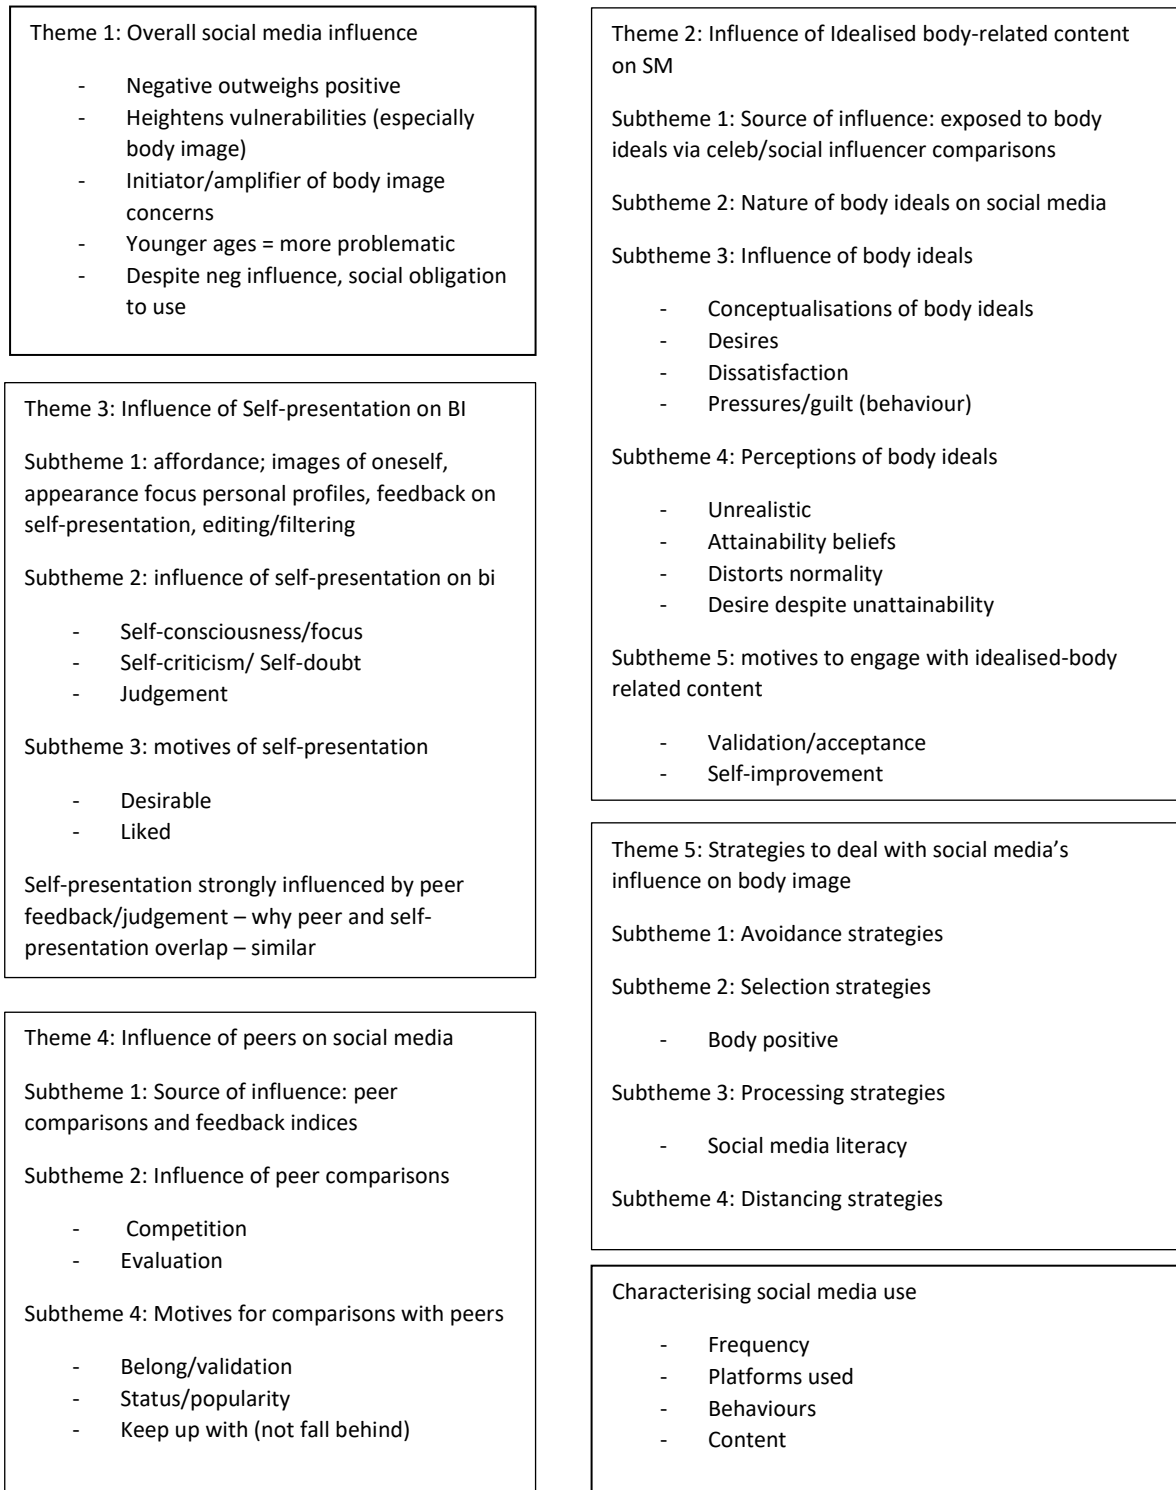 Theme 1: Overall social media influence
- Negative outweighs positive
- Heightens vulnerabilities (especially
body image)
- Initiator/amplifier of body image
concerns
- Younger ages = more problematic
- Despite neg influence, social obligation
to use
Theme 3: Influence of Self-presentation on BI
Subtheme 1: affordance; images of oneself,
appearance focus personal profiles, feedback on
self-presentation, editing/filtering
Subtheme 2: influence of self-presentation on bi
- Self-consciousness/focus
- Self-criticism/ Self-doubt
- Judgement
Subtheme 3: motives of self-presentation
- Desirable
- Liked
Self-presentation strongly influenced by peer
feedback/judgement – why peer and self-
presentation overlap – similar
Theme 4: Influence of peers on social media
Subtheme 1: Source of influence: peer
comparisons and feedback indices
Subtheme 2: Influence of peer comparisons
- Competition
- Evaluation
Subtheme 4: Motives for comparisons with peers
- Belong/validation
- Status/popularity
- Keep up with (not fall behind)
Theme 2: Influence of Idealised body-related content
on SM
Subtheme 1: Source of influence: exposed to body
ideals via celeb/social influencer comparisons
Subtheme 2: Nature of body ideals on social media
Subtheme 3: Influence of body ideals
- Conceptualisations of body ideals
- Desires
- Dissatisfaction
- Pressures/guilt (behaviour)
Subtheme 4: Perceptions of body ideals
- Unrealistic
- Attainability beliefs
- Distorts normality
- Desire despite unattainability
Subtheme 5: motives to engage with idealised-body
related content
- Validation/acceptance
- Self-improvement
Theme 5: Strategies to deal with social media's
influence on body image
Subtheme 1: Avoidance strategies
Subtheme 2: Selection strategies
- Body positive
Subtheme 3: Processing strategies
- Social media literacy
Subtheme 4: Distancing strategies
Characterising social media use
- Frequency
- Platforms used
- Behaviours
- Content